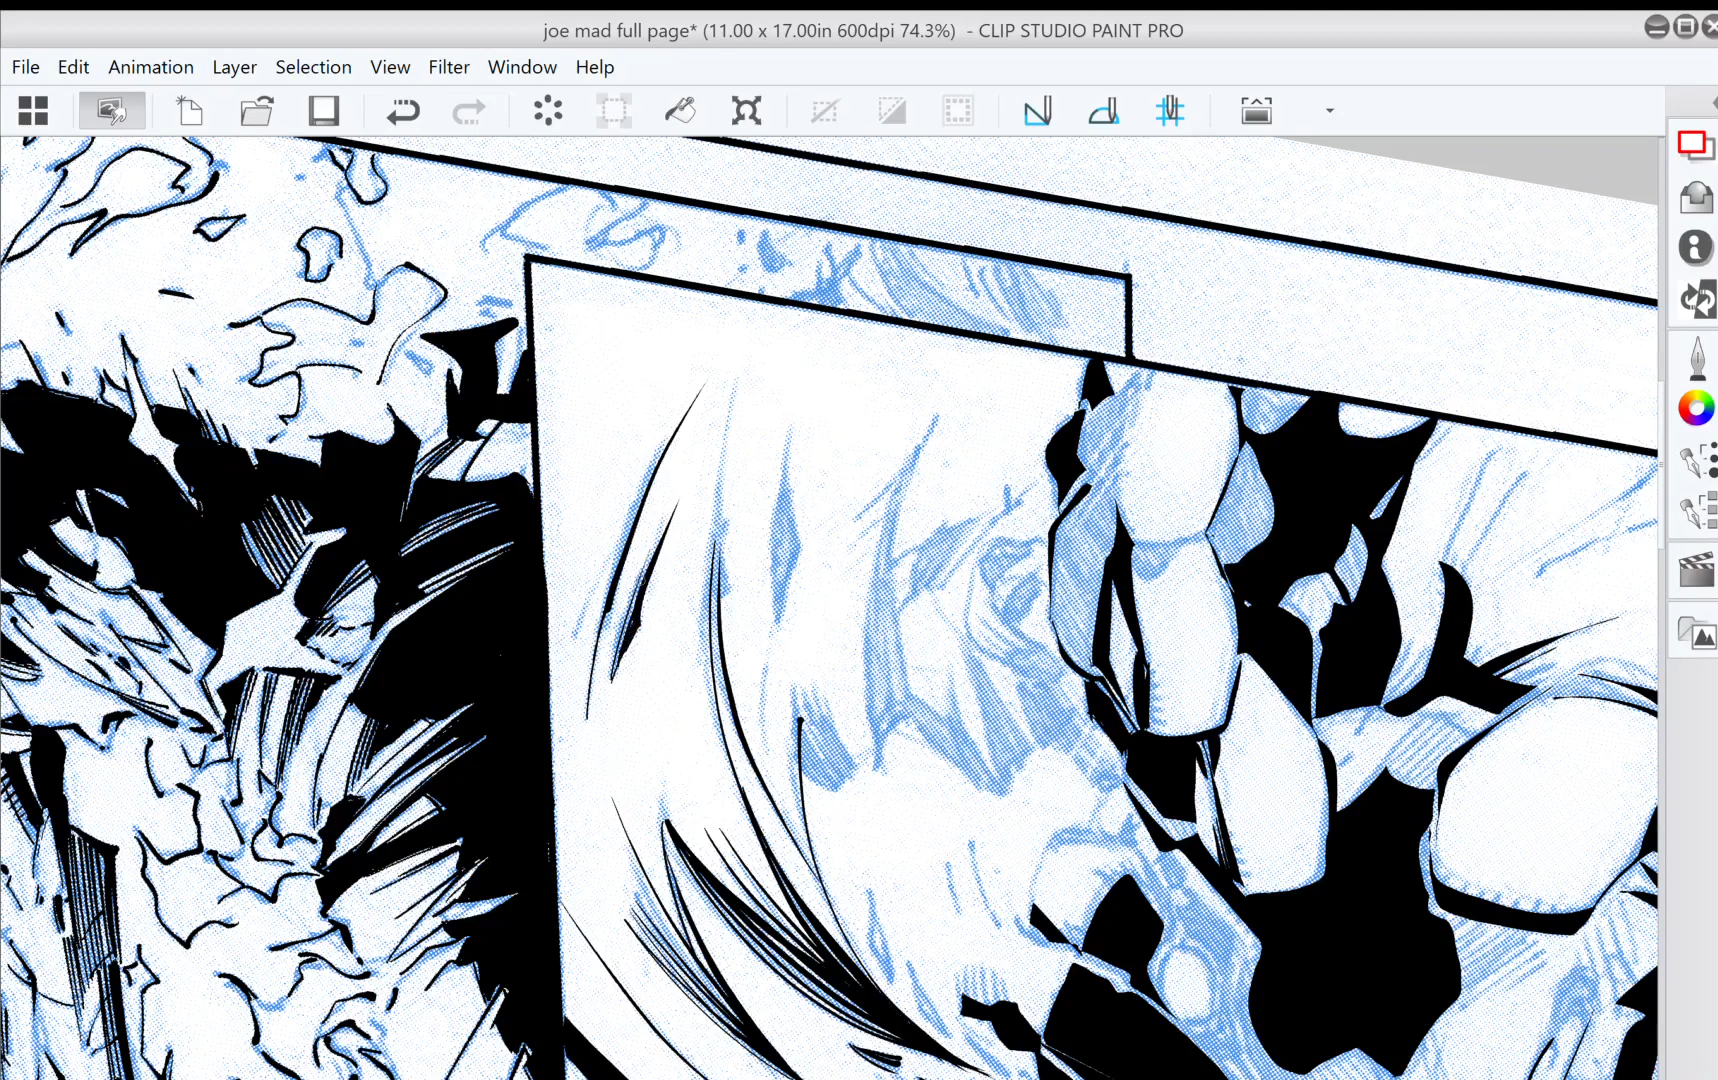 joe mad full page* (11.00 x 17.00in 600dpi 74.3%) - CLIP STUDIO PAINT PRO
File Edit Animation Layer Selection View Filter Window Help